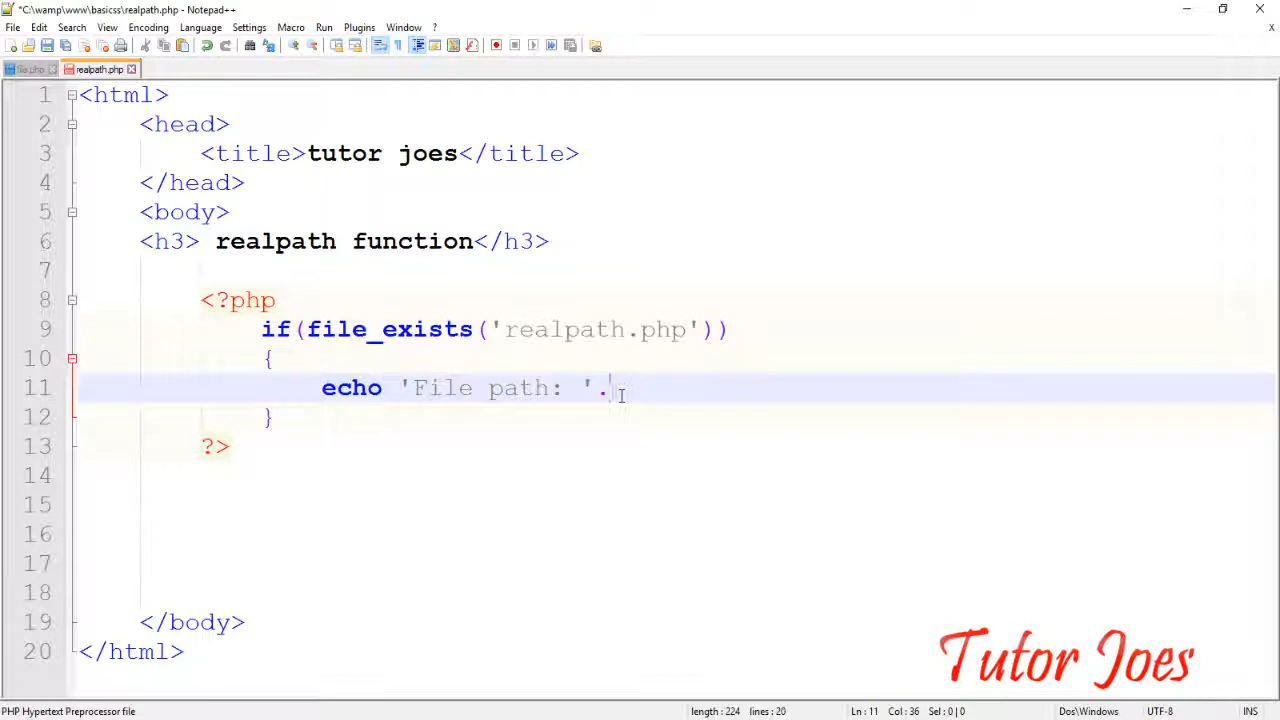 *C:\wamp\www\basicss\realpath.php - Notepad++
File Edit Search View Encoding Language Settings Macro Run Plugins Window ?
X
file.php realpath.php
1 <html>
2 <head>
3 <title>tutor joes</title>
4 </head>
5 <body>
6 <h3> realpath function</h3>
7
8 <?php
9 if(file_exists('realpath.php'))
10 {
11 echo 'File path: '.
12 }
13 ?>
14
15
16
17
18
19 </body>
20 </html>
Tutor Joes
PHP Hypertext Preprocessor file length : 224 lines : 20 Ln : 11 Col : 36 Sel : 0 | 0 Dos\Windows UTF-8 INS